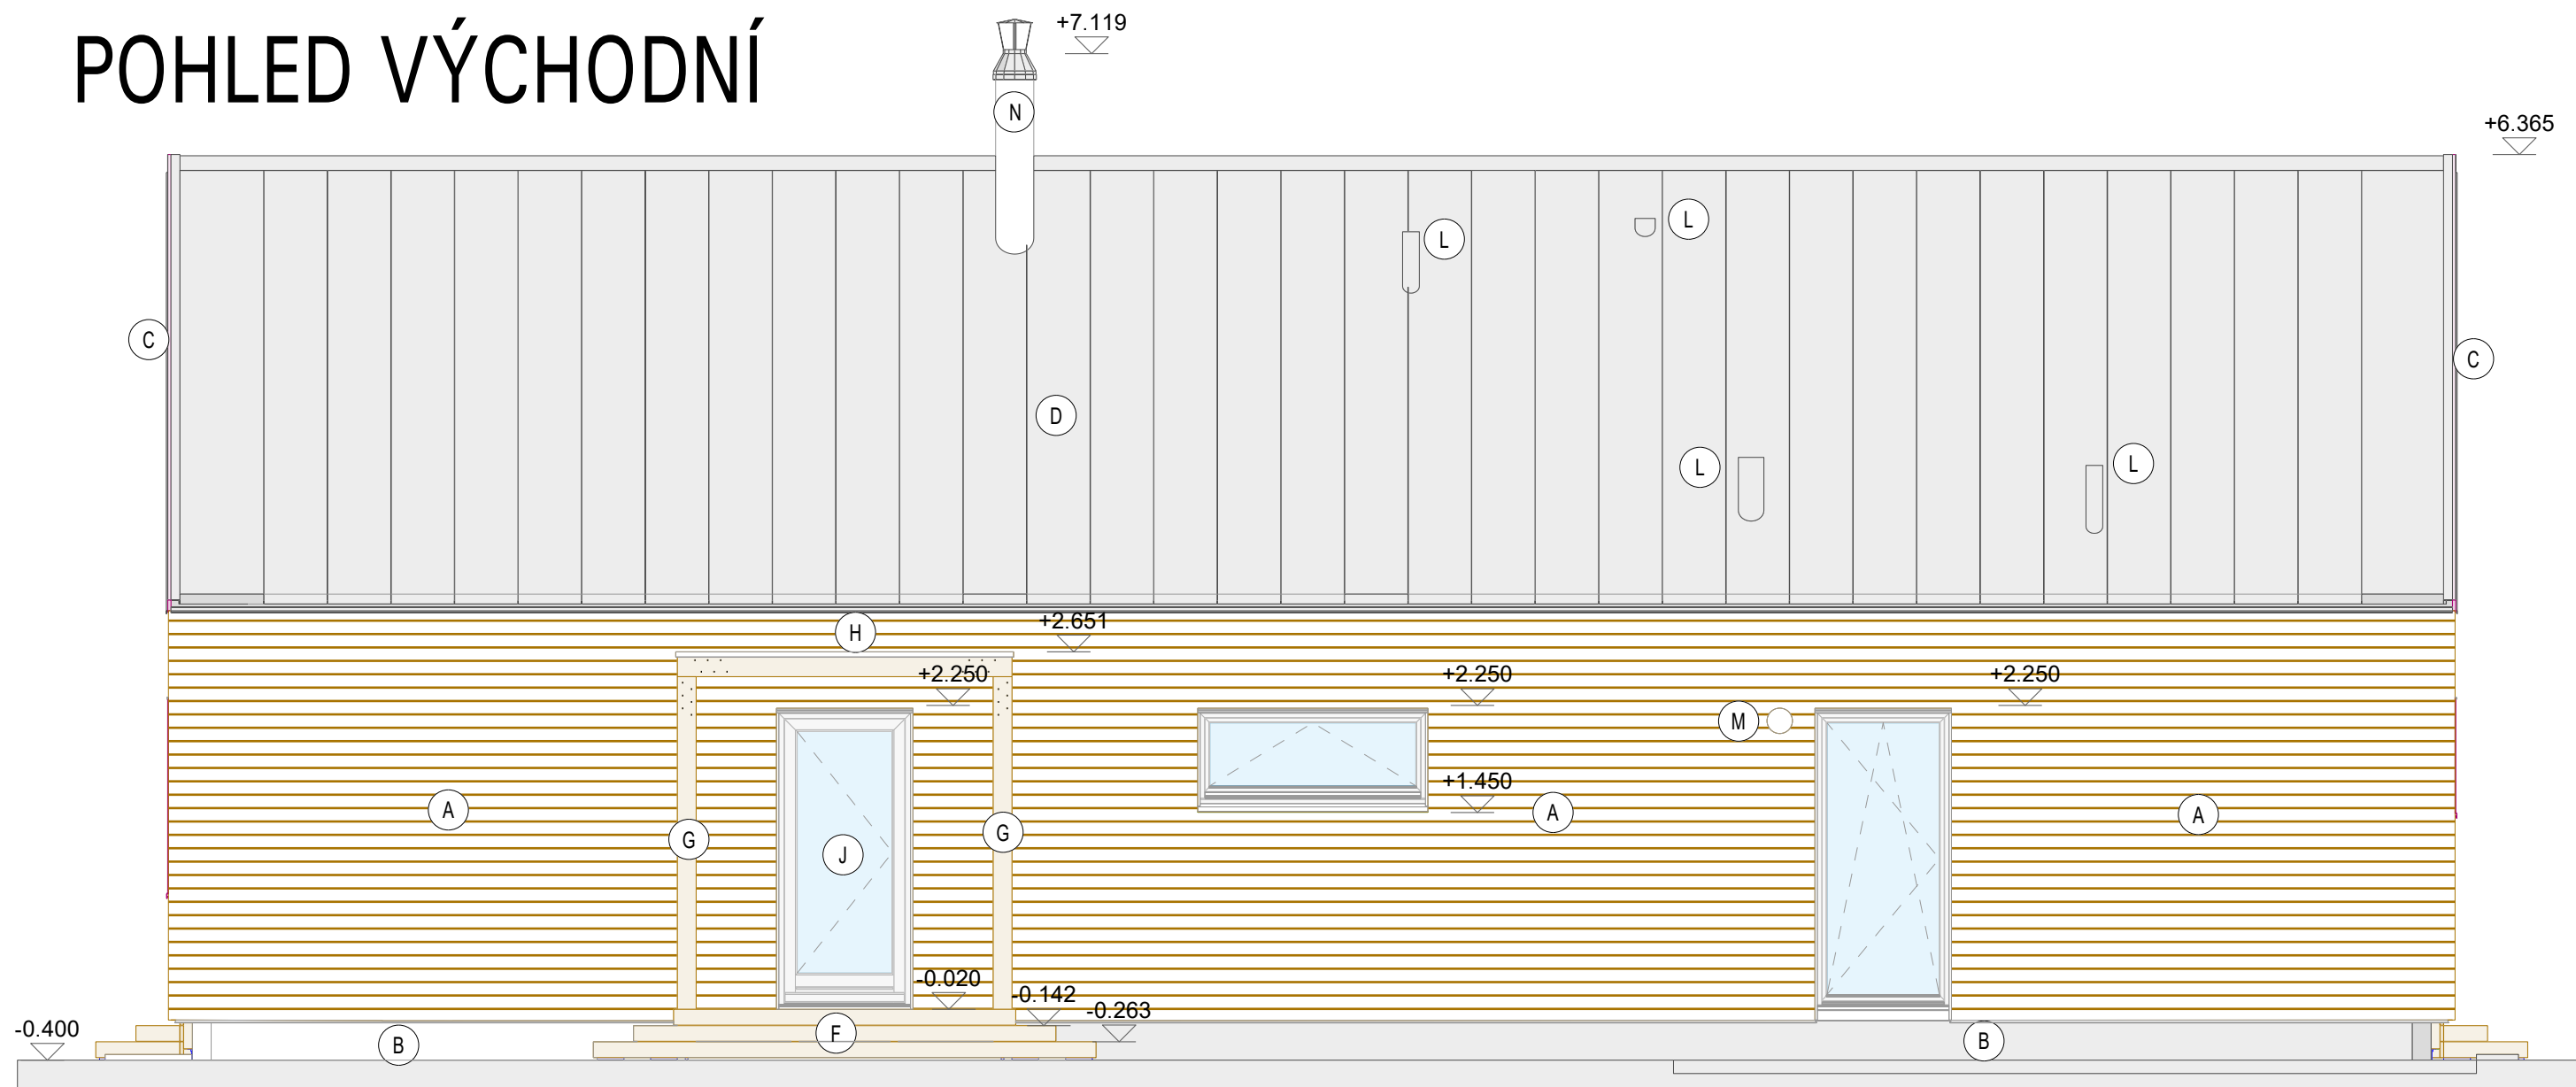 POHLED VÝCHODNÍ
+7.119
N
+6.365
L
L
C
C
D
L
L
H
+2.651
+2.250
+2.250
+2.250
M
+1.450
A
A
A
G
G
J
-0.020
-0.142
-0.263
-0.400
F
B
B